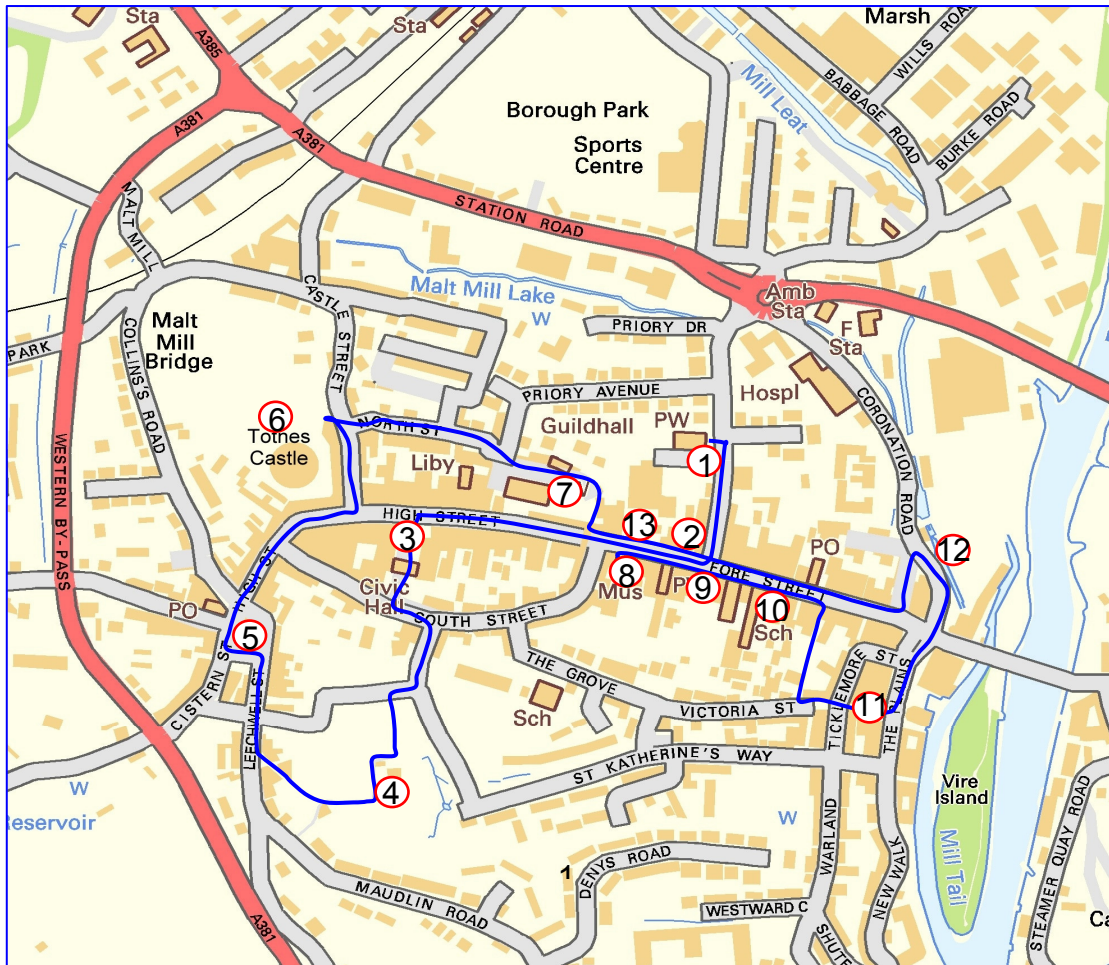 Sta
Sta
Marsh
A385
WILLS ROA
BABBAGE ROAD
Mill Leat
A381
A381
Borough Park
BURKE ROAD
Sports
Centre
MALT MILL
STATION ROAD
CASTLE STREET
Malt Mill Lake
Amb
Sta
W
PRIORY DR
F
Sta
Malt
Mill
Bridge
PARK
COLLINS'S ROAD
PRIORY AVENUE
Hospl
CORONATION ROAD
6
Totnes
Castle
NORTH ST
Guildhall
PW
1
Liby
7
WESTERN BY-PASS
HIGH STREET
3
13
2
PO
12
FORE STREET
8
Mus
P
9
10
Sch
Civic
Hall
HIGH ST
PO
SOUTH STREET
5
CISTERN ST
LEECHWELL ST
THE GROVE
Sch
VICTORIA ST
TICKLEMORE ST
THE PLAINS
11
ST KATHERINE'S WAY
4
W
Reservoir
W
Vire
Island
WARLAND
Mill Tail
NEW WALK
STEAMER QUAY ROAD
DENYS ROAD
1
MAUDLIN ROAD
WESTWARD C
SHUTE
Ca
A381